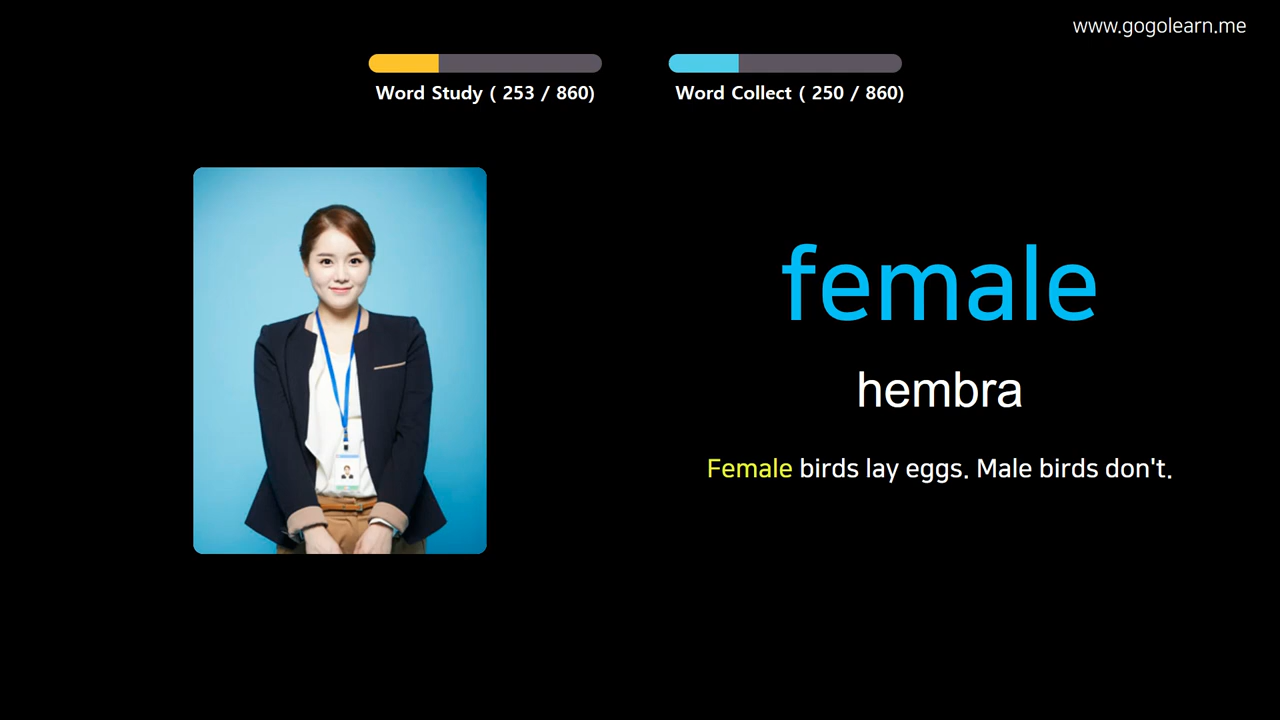 www.gogolearn.me
Word Study ( 253 / 860)
Word Collect ( 250 / 860)
female
hembra
Female birds lay eggs. Male birds don't.